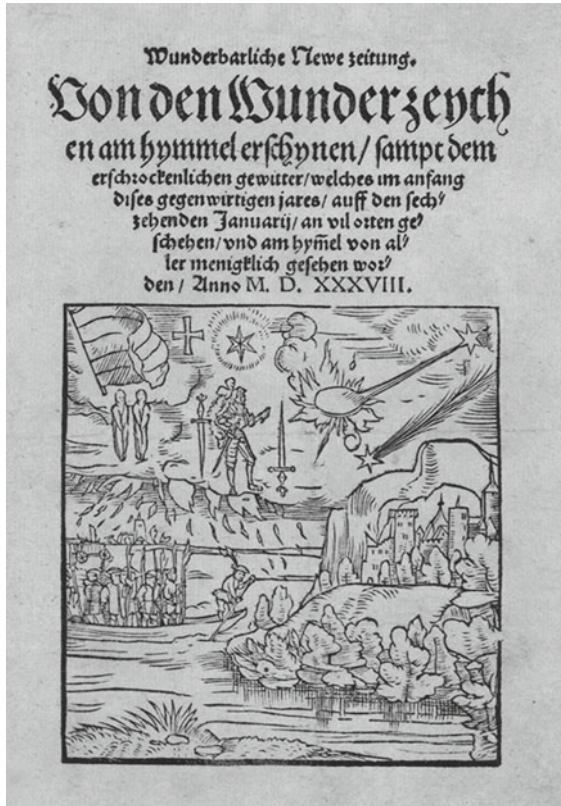 Wunderbarliche Newe zeitung.
Von den Wunderzeych
en am hymmel erschynen / sampt dem
erschrockenlichen gewitter / welches im anfang
dises gegenwirtigen jares / auff den sech⸗
zehenden Januarij / an vil orten ge⸗
schehen / vnd am hym̃el von al⸗
ler menigklich gesehen wor⸗
den / Anno M. D. XXXVIII.